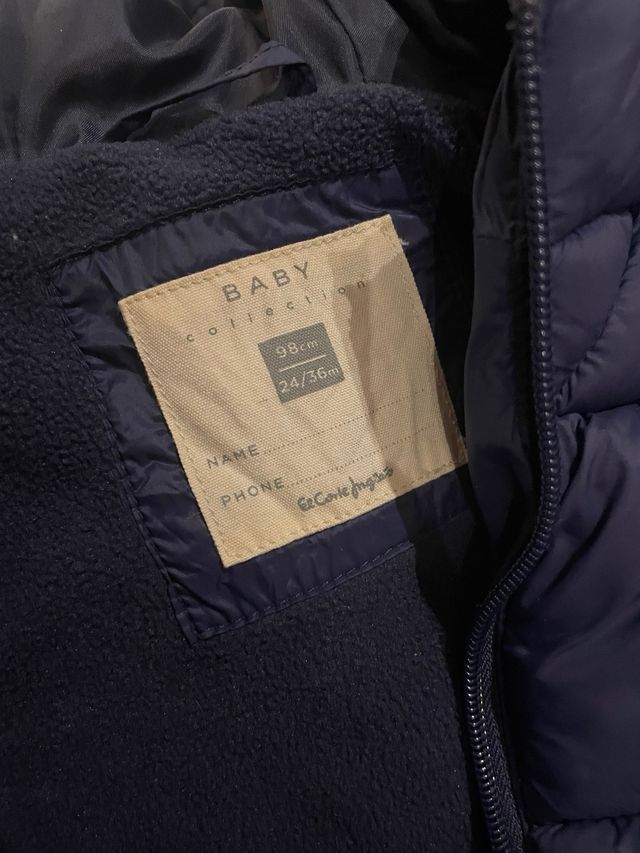 BABY
collection
98cm
24/36m
NAME....................
PHONE....................
El Corte Inglés